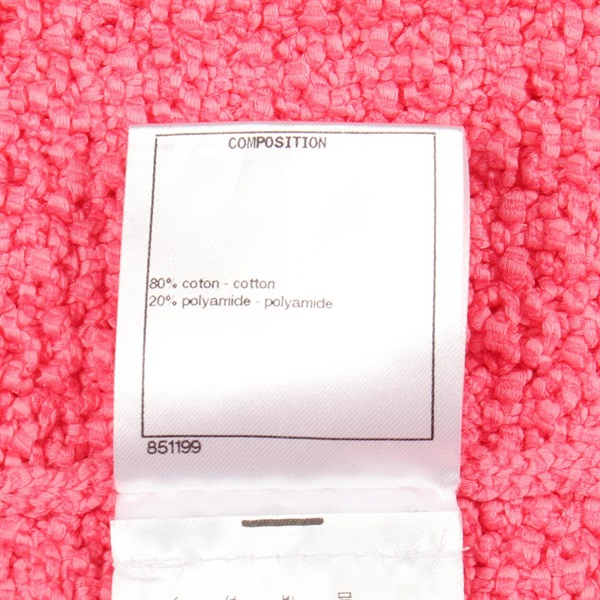 COMPOSITION
80% coton - cotton
20% polyamide - polyamide
851199